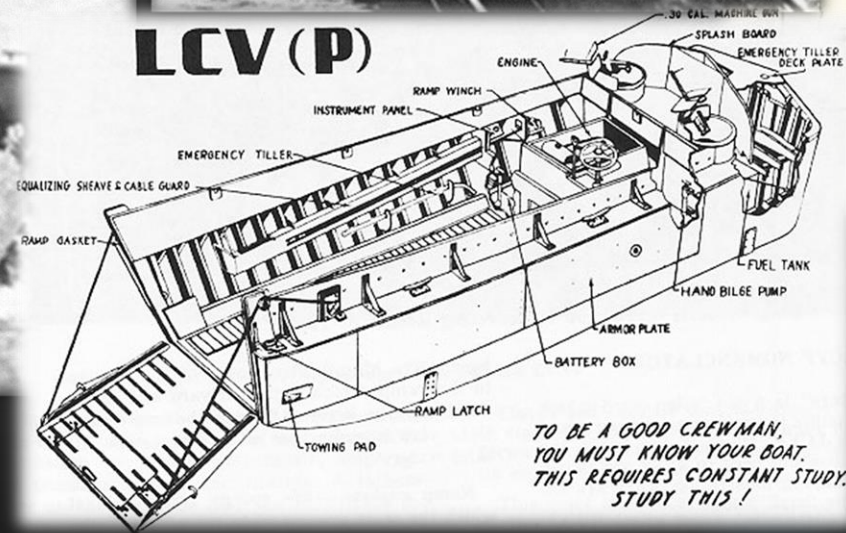 LCV (P)
.30 CAL. MACHINE GUN
SPLASH BOARD
EMERGENCY TILLER
DECK PLATE
ENGINE
RAMP WINCH
INSTRUMENT PANEL
EMERGENCY TILLER
EQUALIZING SHEAVE & CABLE GUARD
RAMP GASKET
FUEL TANK
HAND BILGE PUMP
ARMOR PLATE
BATTERY BOX
RAMP LATCH
TOWING PAD
TO BE A GOOD CREWMAN,
YOU MUST KNOW YOUR BOAT.
THIS REQUIRES CONSTANT STUDY.
STUDY THIS!